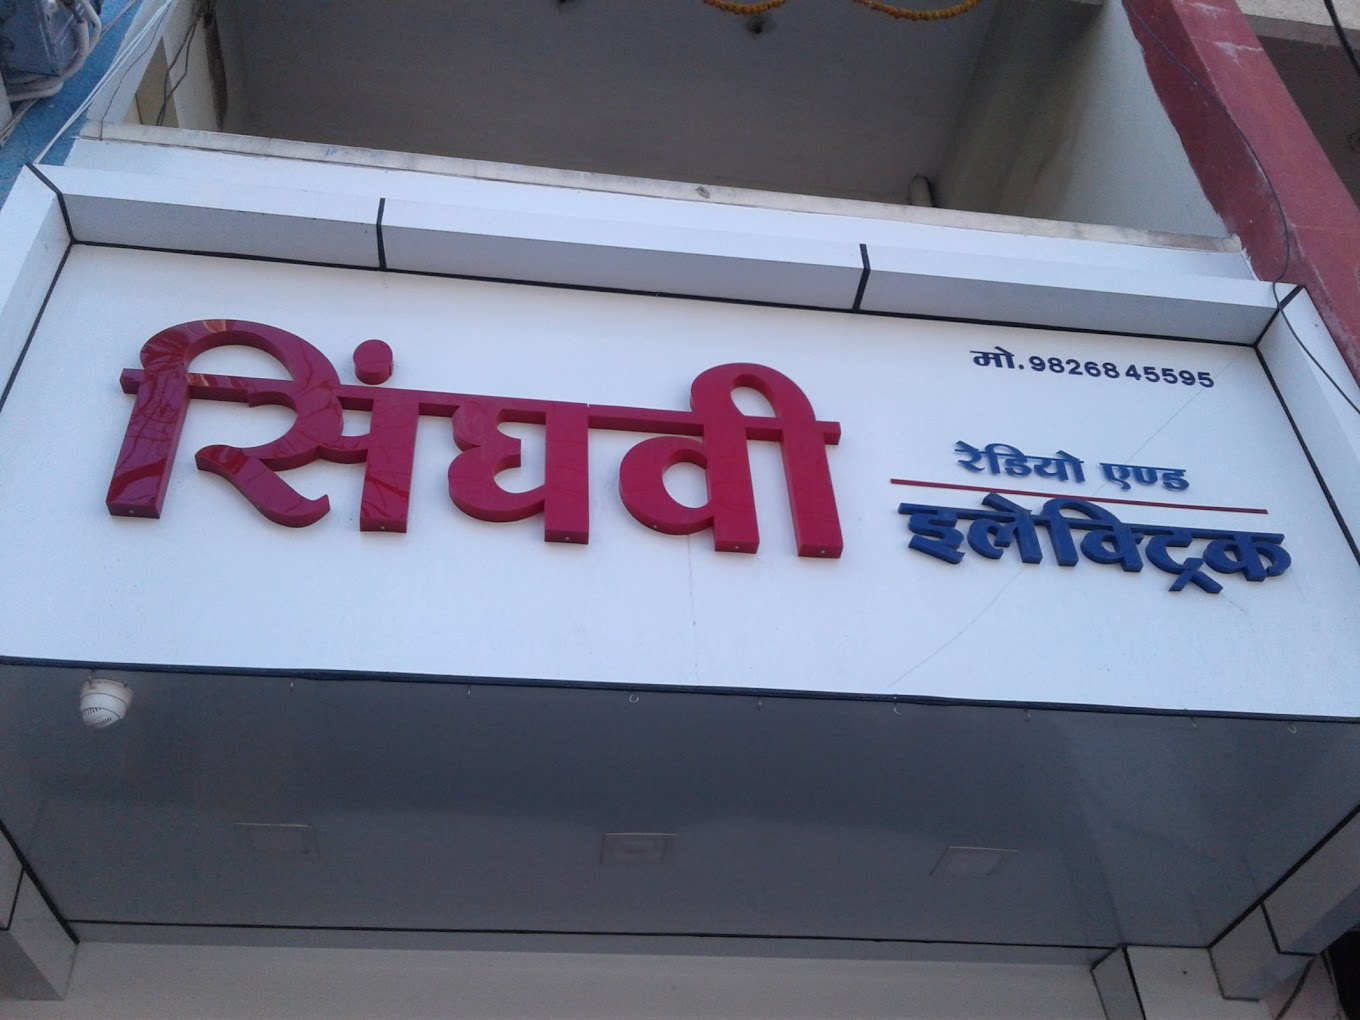 सिंघवी
मो. 9826845595
रेडियो एण्ड
इलेक्ट्रिक